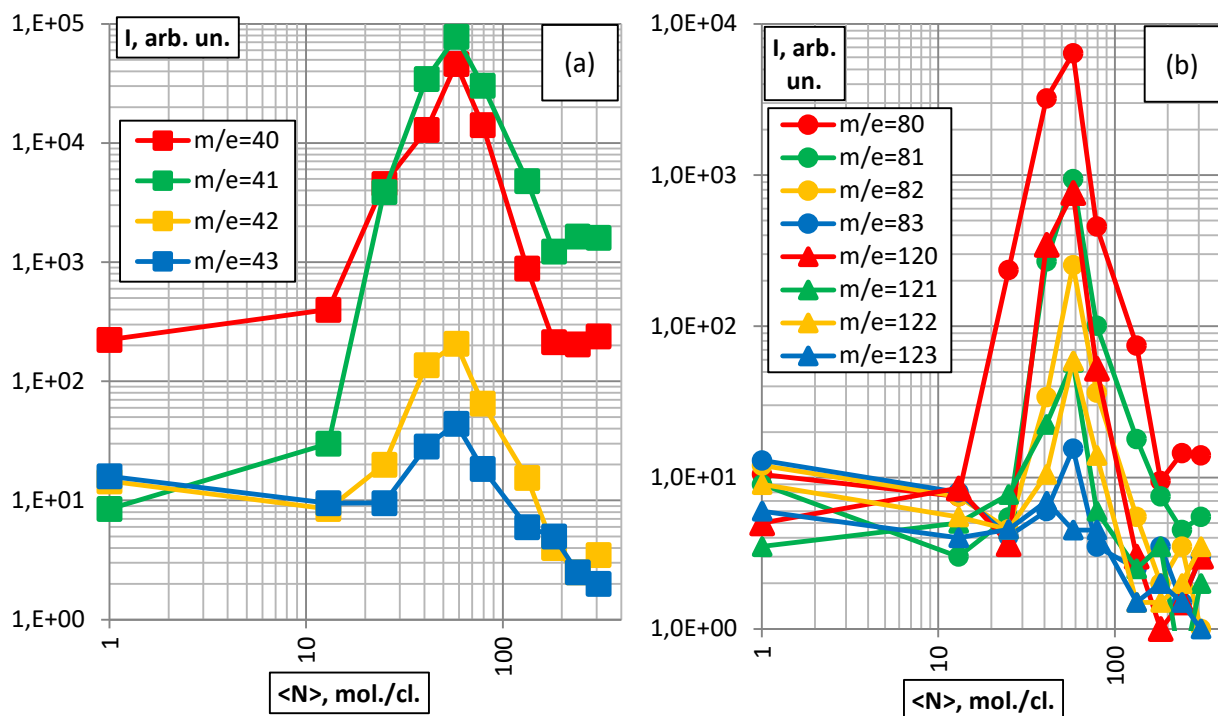 1,E+05
1,E+04
1,E+03
1,E+02
1,E+01
1,E+00
I, arb. un.
(a)
m/e=40
m/e=41
m/e=42
m/e=43
1
10
100
<N>, mol./cl.
1,0E+04
1,0E+03
1,0E+02
1,0E+01
1,0E+00
I, arb.
un.
(b)
m/e=80
m/e=81
m/e=82
m/e=83
m/e=120
m/e=121
m/e=122
m/e=123
1
10
100
<N>, mol./cl.